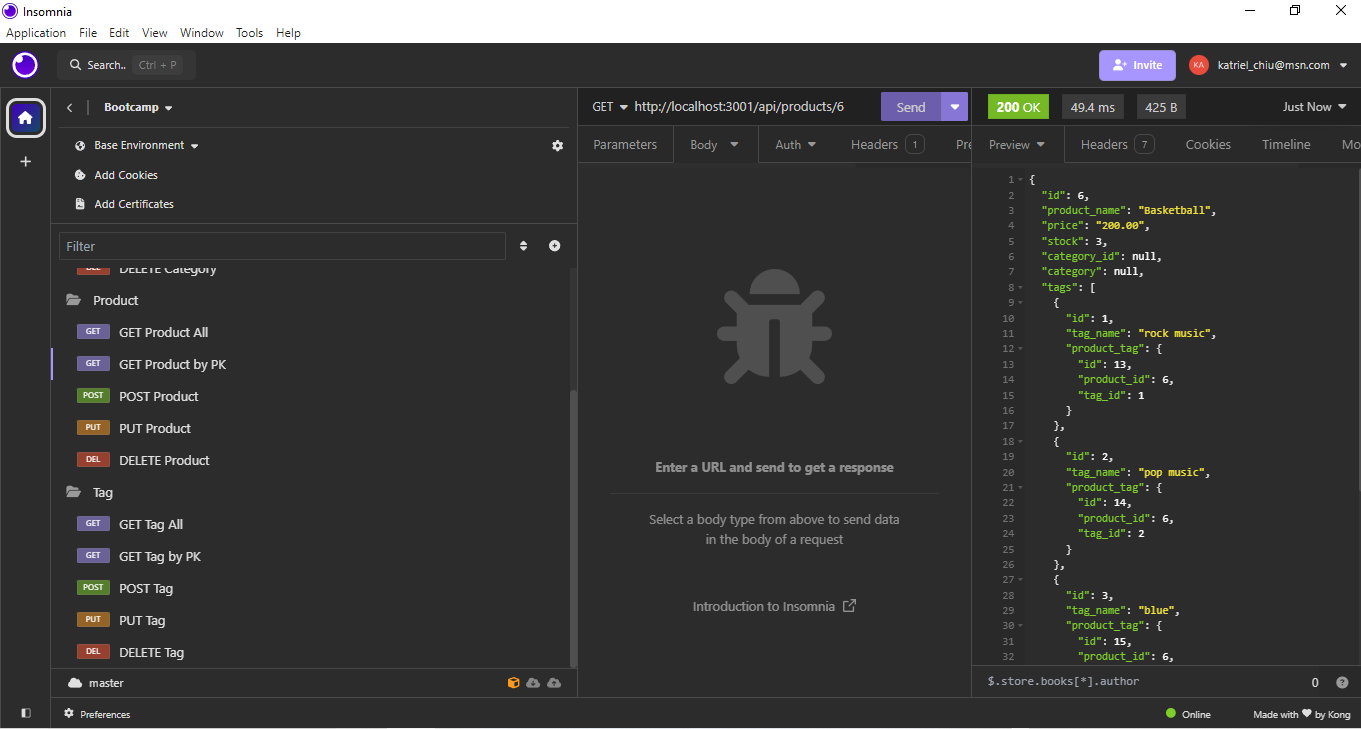 Insomnia
Application File Edit View Window Tools Help
Search.. Ctrl + P
Invite
KA katriel_chiu@msn.com
Bootcamp
Base Environment
Add Cookies
Add Certificates
Filter
DEL DELETE Category
Product
GET GET Product All
GET GET Product by PK
POST POST Product
PUT PUT Product
DEL DELETE Product
Tag
GET GET Tag All
GET GET Tag by PK
POST POST Tag
PUT PUT Tag
DEL DELETE Tag
master
Preferences
GET http://localhost:3001/api/products/6 Send
Parameters Body Auth Headers 1 Pre
Enter a URL and send to get a response
Select a body type from above to send data
in the body of a request
Introduction to Insomnia
200 OK 49.4 ms 425 B Just Now
Preview Headers 7 Cookies Timeline Mo
1 {
2 "id": 6,
3 "product_name": "Basketball",
4 "price": "200.00",
5 "stock": 3,
6 "category_id": null,
7 "category": null,
8 "tags": [
9 {
10 "id": 1,
11 "tag_name": "rock music",
12 "product_tag": {
13 "id": 13,
14 "product_id": 6,
15 "tag_id": 1
16 }
17 },
18 {
19 "id": 2,
20 "tag_name": "pop music",
21 "product_tag": {
22 "id": 14,
23 "product_id": 6,
24 "tag_id": 2
25 }
26 },
27 {
28 "id": 3,
29 "tag_name": "blue",
30 "product_tag": {
31 "id": 15,
32 "product_id": 6,
$.store.books[*].author 0 ?
Online Made with ♥ by Kong